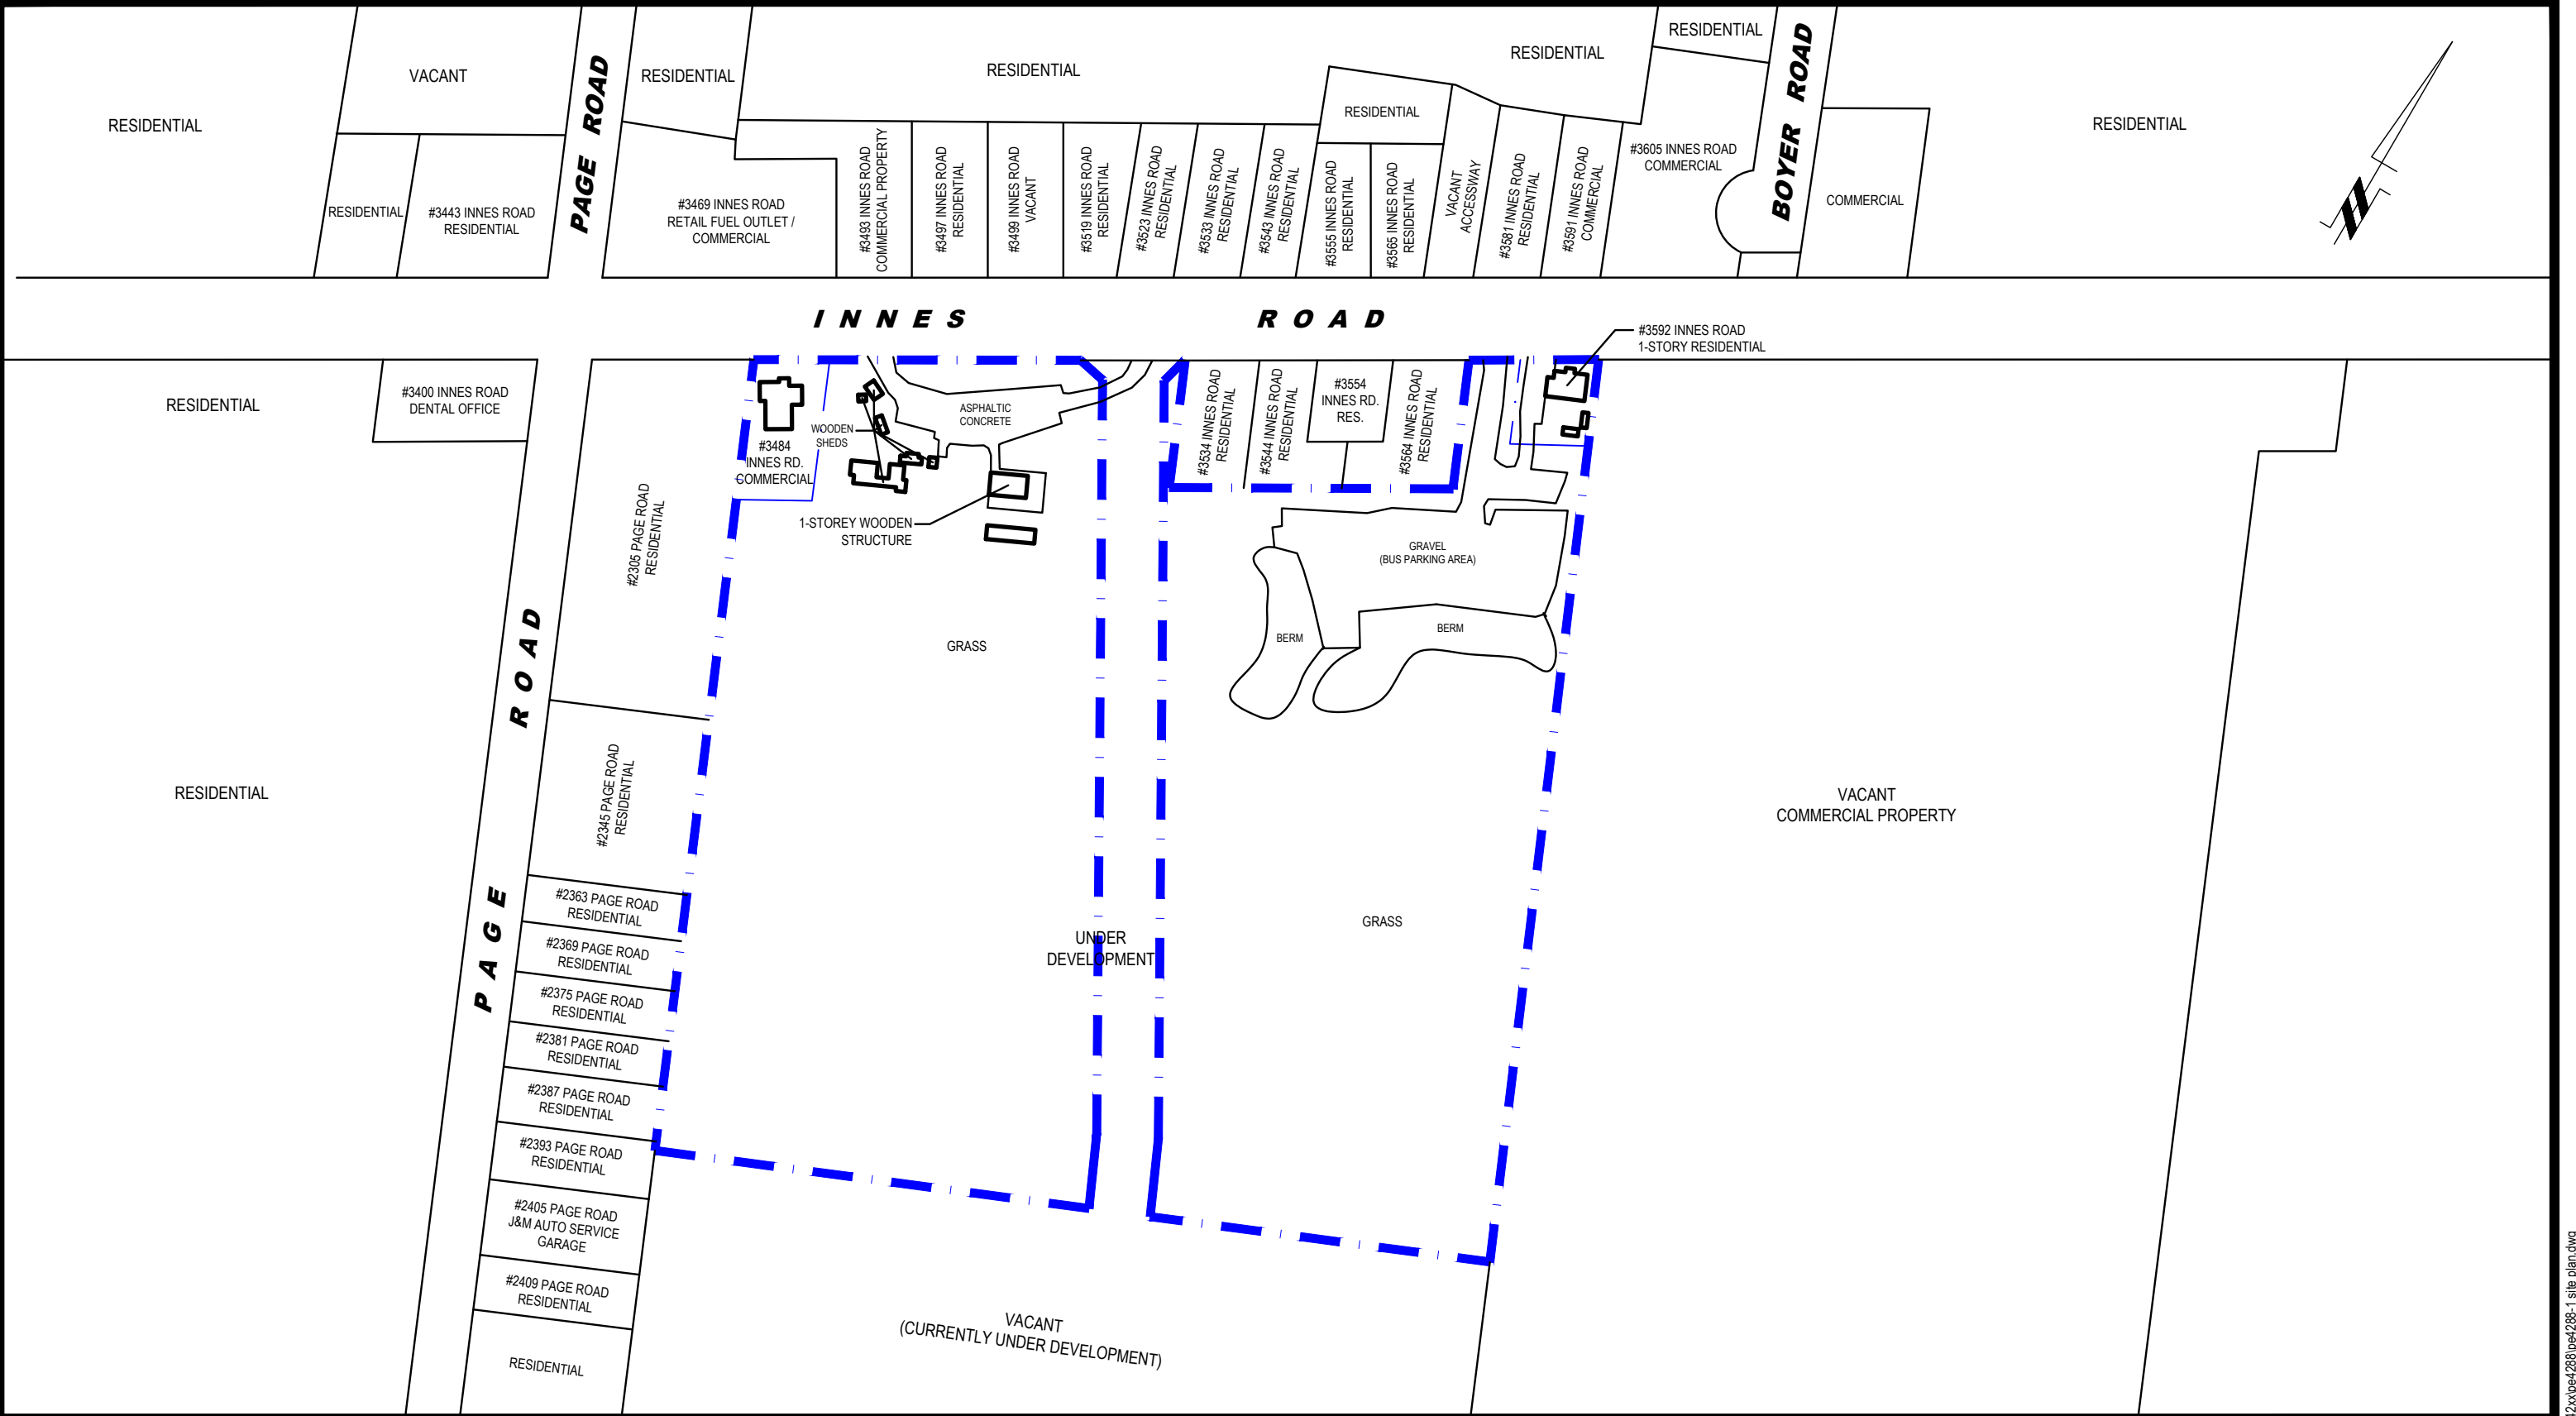 RESIDENTIAL
VACANT
PAGE ROAD
RESIDENTIAL
RESIDENTIAL
RESIDENTIAL
RESIDENTIAL
BOYER ROAD
RESIDENTIAL
RESIDENTIAL
#3443 INNES ROAD
RESIDENTIAL
#3469 INNES ROAD
RETAIL FUEL OUTLET /
COMMERCIAL
#3493 INNES ROAD
COMMERCIAL PROPERTY
#3497 INNES ROAD
RESIDENTIAL
#3499 INNES ROAD
VACANT
#3519 INNES ROAD
RESIDENTIAL
#3523 INNES ROAD
RESIDENTIAL
#3533 INNES ROAD
RESIDENTIAL
#3543 INNES ROAD
RESIDENTIAL
RESIDENTIAL
#3555 INNES ROAD
RESIDENTIAL
#3565 INNES ROAD
RESIDENTIAL
VACANT
ACCESSWAY
#3581 INNES ROAD
RESIDENTIAL
#3591 INNES ROAD
COMMERCIAL
#3605 INNES ROAD
COMMERCIAL
COMMERCIAL
INNES ROAD
#3592 INNES ROAD
1-STORY RESIDENTIAL
RESIDENTIAL
#3400 INNES ROAD
DENTAL OFFICE
#3484
INNES RD.
COMMERCIAL
WOODEN
SHEDS
ASPHALTIC
CONCRETE
1-STOREY WOODEN
STRUCTURE
#3534 INNES ROAD
RESIDENTIAL
#3544 INNES ROAD
RESIDENTIAL
#3554
INNES RD.
RES.
#3564 INNES ROAD
RESIDENTIAL
GRAVEL
(BUS PARKING AREA)
BERM
BERM
GRASS
#2305 PAGE ROAD
RESIDENTIAL
PAGE ROAD
RESIDENTIAL
#2345 PAGE ROAD
RESIDENTIAL
VACANT
COMMERCIAL PROPERTY
GRASS
UNDER
DEVELOPMENT
#2363 PAGE ROAD
RESIDENTIAL
#2369 PAGE ROAD
RESIDENTIAL
#2375 PAGE ROAD
RESIDENTIAL
#2381 PAGE ROAD
RESIDENTIAL
#2387 PAGE ROAD
RESIDENTIAL
#2393 PAGE ROAD
RESIDENTIAL
#2405 PAGE ROAD
J&M AUTO SERVICE
GARAGE
#2409 PAGE ROAD
RESIDENTIAL
RESIDENTIAL
VACANT
(CURRENTLY UNDER DEVELOPMENT)
site plan.dwg